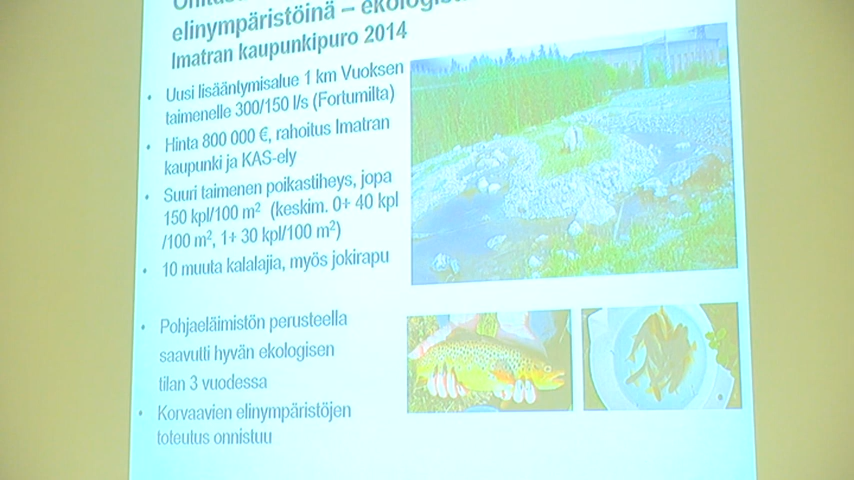 elinympäristöinä –
Imatran kaupunkipuro 2014
• Uusi lisääntymisalue 1 km Vuoksen
taimenelle 300/150 l/s (Fortumilta)
• Hinta 800 000 €, rahoitus Imatran
kaupunki ja KAS-ely
• Suuri taimenen poikastiheys, jopa
150 kpl/100 m² (keskim. 0+ 40 kpl
/100 m², 1+ 30 kpl/100 m²)
• 10 muuta kalalajia, myös jokirapu
• Pohjaeläimistön perusteella
saavutti hyvän ekologisen
tilan 3 vuodessa
• Korvaavien elinympäristöjen
toteutus onnistuu